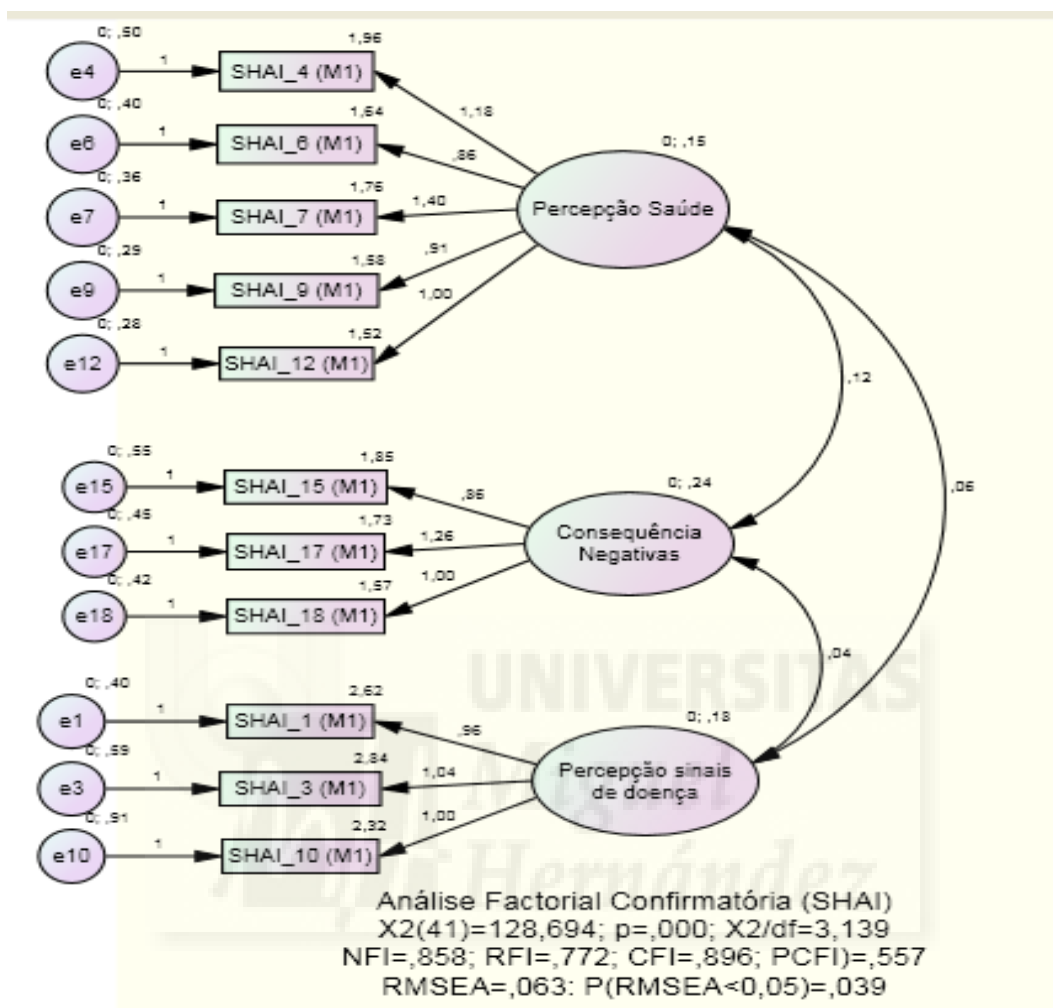 0; ,50
1,96
e4
1
SHAI_4 (M1)
1,18
0; ,40
1,64
e6
1
SHAI_6 (M1)
,86
0; ,15
0; ,36
1,76
e7
1
SHAI_7 (M1)
1,40
Percepção Saúde
0; ,29
1,58
,91
e9
1
SHAI_9 (M1)
1,00
0; ,28
1,52
e12
1
SHAI_12 (M1)
,12
0; ,55
1,85
e15
1
SHAI_15 (M1)
,86
0; ,24
0; ,45
1,73
,06
e17
1
SHAI_17 (M1)
1,26
Consequência
Negativas
0; ,42
1,57
1,00
e18
1
SHAI_18 (M1)
,04
UNIVERSITAS
0; ,40
2,62
0; ,18
e1
1
SHAI_1 (M1)
,96
0; ,59
2,84
e3
1
SHAI_3 (M1)
1,04
Percepção sinais
de doença
Miguel
0; ,91
2,32
1,00
e10
1
SHAI_10 (M1)
Hernández
Análise Factorial Confirmatória (SHAI)
X2(41)=128,694; p=,000; X2/df=3,139
NFI=,858; RFI=,772; CFI=,896; PCFI)=,557
RMSEA=,063: P(RMSEA<0,05)=,039